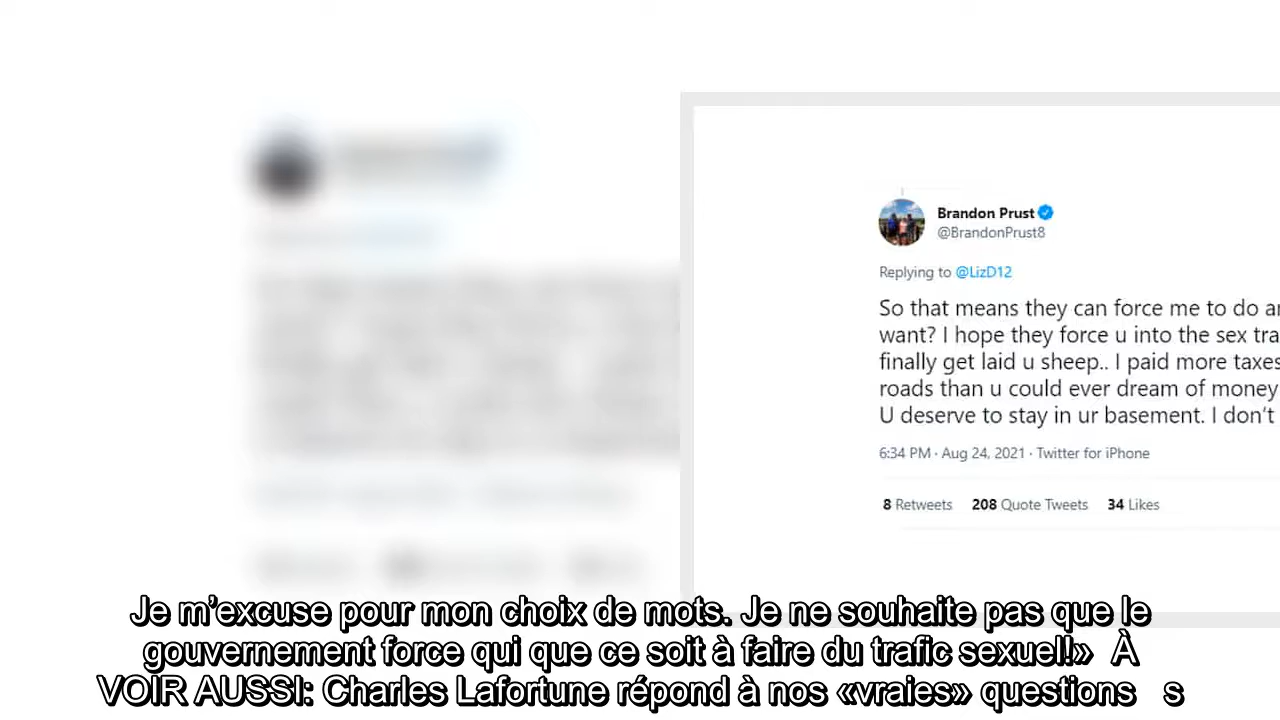 Brandon Prust
@BrandonPrust8
Replying to @LizD12
So that means they can force me to do
want? I hope they force u into the sex
finally get laid u sheep.. I paid more taxes
roads than u could ever dream of money
U deserve to stay in ur basement. I don't
6:34 PM · Aug 24, 2021 · Twitter for iPhone
8 Retweets 208 Quote Tweets 34 Likes
Je m'excuse pour mon choix de mots. Je ne souhaite pas que le
gouvernement force qui que ce soit à faire du trafic sexuel!» À
VOIR AUSSI: Charles Lafortune répond à nos «vraies» questions s